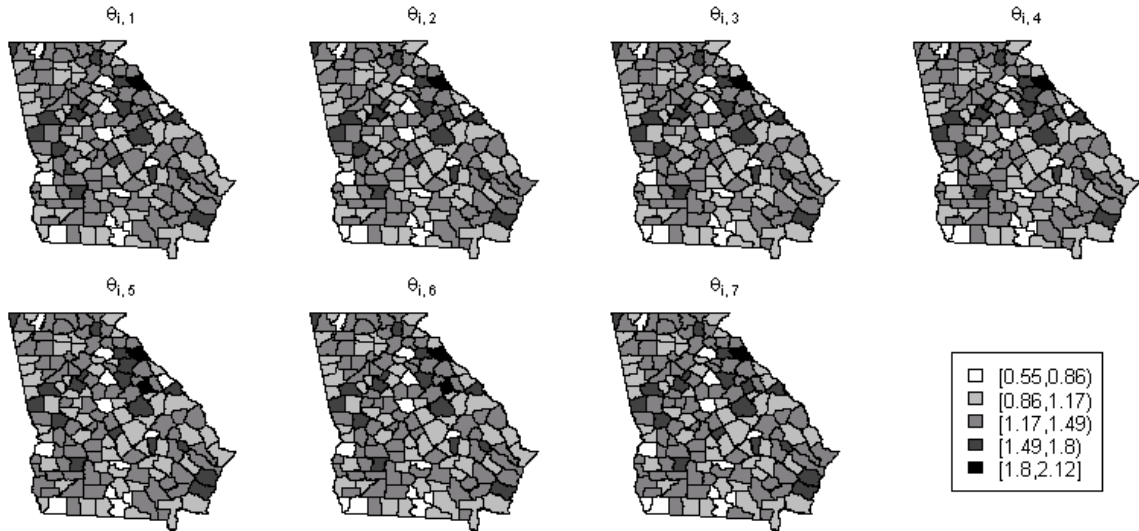 θi, 1
θi, 2
θi, 3
θi, 4
θi, 5
θi, 6
θi, 7
[0.55,0.86)
[0.86,1.17)
[1.17,1.49)
[1.49,1.8)
[1.8,2.12]